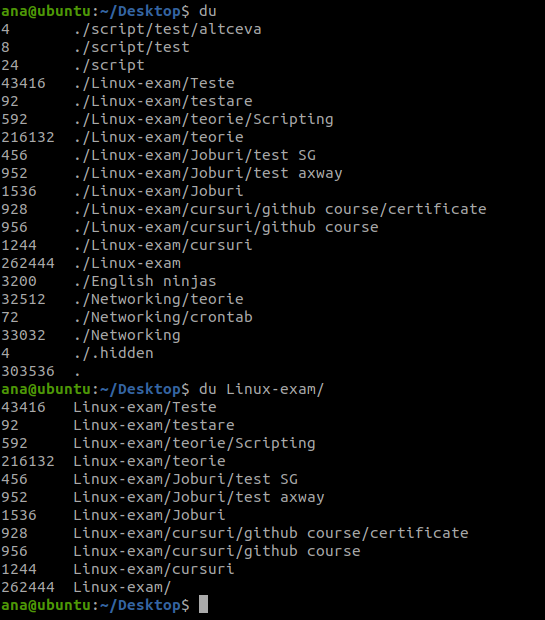 ana@ubuntu:~/Desktop$ du
4       ./script/test/altceva
8       ./script/test
24      ./script
43416   ./Linux-exam/Teste
92      ./Linux-exam/testare
592     ./Linux-exam/teorie/Scripting
216132  ./Linux-exam/teorie
456     ./Linux-exam/Joburi/test SG
952     ./Linux-exam/Joburi/test axway
1536    ./Linux-exam/Joburi
928     ./Linux-exam/cursuri/github course/certificate
956     ./Linux-exam/cursuri/github course
1244    ./Linux-exam/cursuri
262444  ./Linux-exam
3200    ./English ninjas
32512   ./Networking/teorie
72      ./Networking/crontab
33032   ./Networking
4       ./.hidden
303536  .
ana@ubuntu:~/Desktop$ du Linux-exam/
43416   Linux-exam/Teste
92      Linux-exam/testare
592     Linux-exam/teorie/Scripting
216132  Linux-exam/teorie
456     Linux-exam/Joburi/test SG
952     Linux-exam/Joburi/test axway
1536    Linux-exam/Joburi
928     Linux-exam/cursuri/github course/certificate
956     Linux-exam/cursuri/github course
1244    Linux-exam/cursuri
262444  Linux-exam/
ana@ubuntu:~/Desktop$